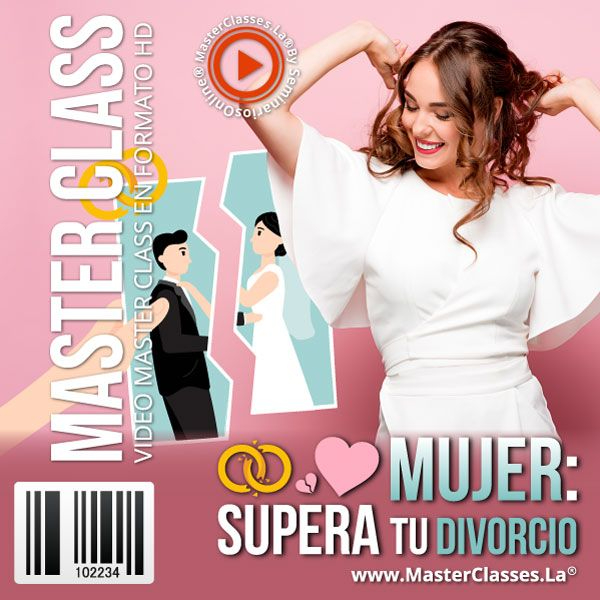 MasterClasses.La® By SeminariosOnline®
MASTER CLASS
VIDEO MASTER CLASS EN FORMATO HD
MUJER:
SUPERA TU DIVORCIO
102234
www.MasterClasses.La®